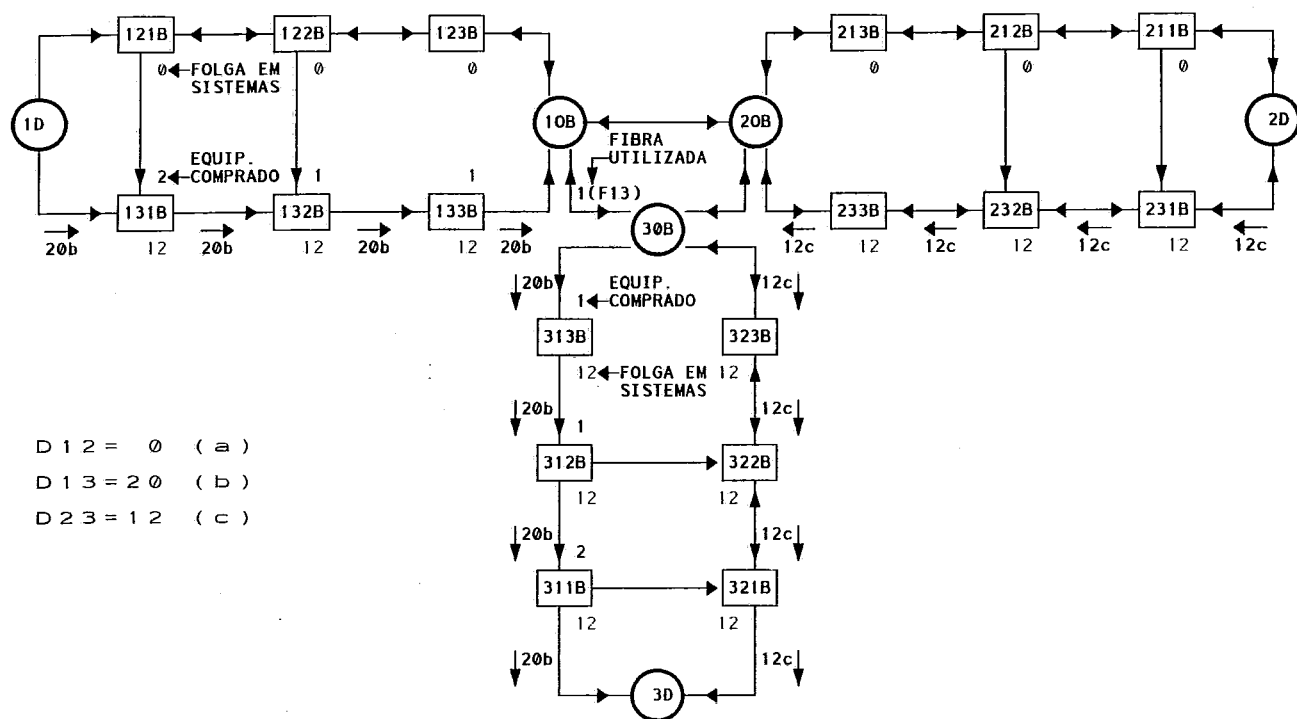 121B 122B 123B 213B 212B 211B
0 FOLGA EM SISTEMAS 0 0 0 0 0
1D 10B 20B 2D
FIBRA UTILIZADA
EQUIP. COMPRADO
2 1 1 1(F13)
131B 132B 133B 30B 233B 232B 231B
20b 12 20b 12 20b 12 20b 12c 12 12c 12 12c 12 12c
20b EQUIP. COMPRADO 12c
1
313B 323B
12 FOLGA EM SISTEMAS 12
20b 12c
1
312B 322B
12 12
D12= 0 (a)
D13=20 (b)
D23=12 (c)
20b 12c
2
311B 321B
12 12
20b 12c
3D